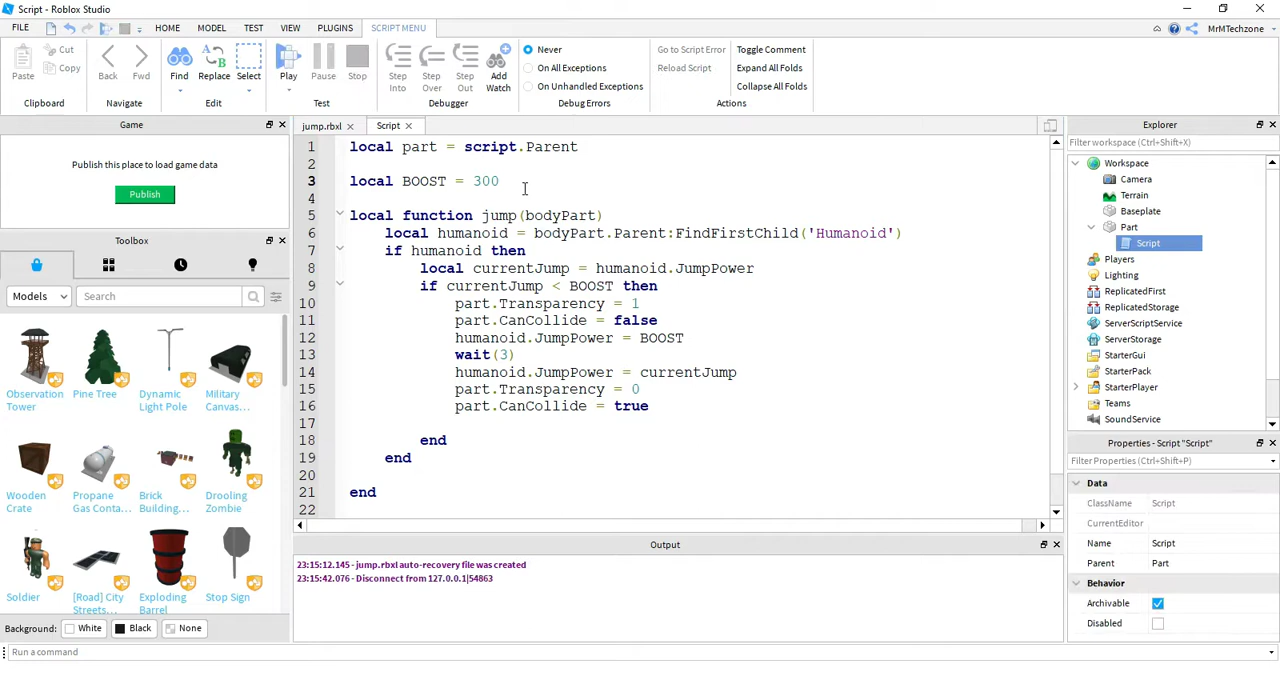 Script - Roblox Studio
FILE HOME MODEL TEST VIEW PLUGINS SCRIPT MENU MrMTechzone
Paste Cut Copy
Clipboard
Back Fwd
Navigate
Find Replace Select
Edit
Play Pause Stop
Test
Step Into Step Over Step Out Add Watch
Debugger
Never
On All Exceptions
On Unhandled Exceptions
Debug Errors
Go to Script Error
Reload Script
Toggle Comment
Expand All Folds
Collapse All Folds
Actions
Game
Publish this place to load game data
Publish
Toolbox
Models Search
Observation Tower
Pine Tree
Dynamic Light Pole
Military Canvas...
Wooden Crate
Propane Gas Conta...
Brick Building,...
Drooling Zombie
Soldier
[Road] City Streets...
Exploding Barrel
Stop Sign
Background: White Black None
jump.rbxl Script
1 local part = script.Parent
2
3 local BOOST = 300
4
5 local function jump(bodyPart)
6 local humanoid = bodyPart.Parent:FindFirstChild('Humanoid')
7 if humanoid then
8 local currentJump = humanoid.JumpPower
9 if currentJump < BOOST then
10 part.Transparency = 1
11 part.CanCollide = false
12 humanoid.JumpPower = BOOST
13 wait(3)
14 humanoid.JumpPower = currentJump
15 part.Transparency = 0
16 part.CanCollide = true
17
18 end
19 end
20
21 end
22
Output
23:15:12.145 - jump.rbxl auto-recovery file was created
23:15:42.076 - Disconnect from 127.0.0.1|54863
Explorer
Filter workspace (Ctrl+Shift+X)
Workspace
Camera
Terrain
Baseplate
Part
Script
Players
Lighting
ReplicatedFirst
ReplicatedStorage
ServerScriptService
ServerStorage
StarterGui
StarterPack
StarterPlayer
Teams
SoundService
Properties - Script "Script"
Filter Properties (Ctrl+Shift+P)
Data
ClassName Script
CurrentEditor
Name Script
Parent Part
Behavior
Archivable
Disabled
Run a command